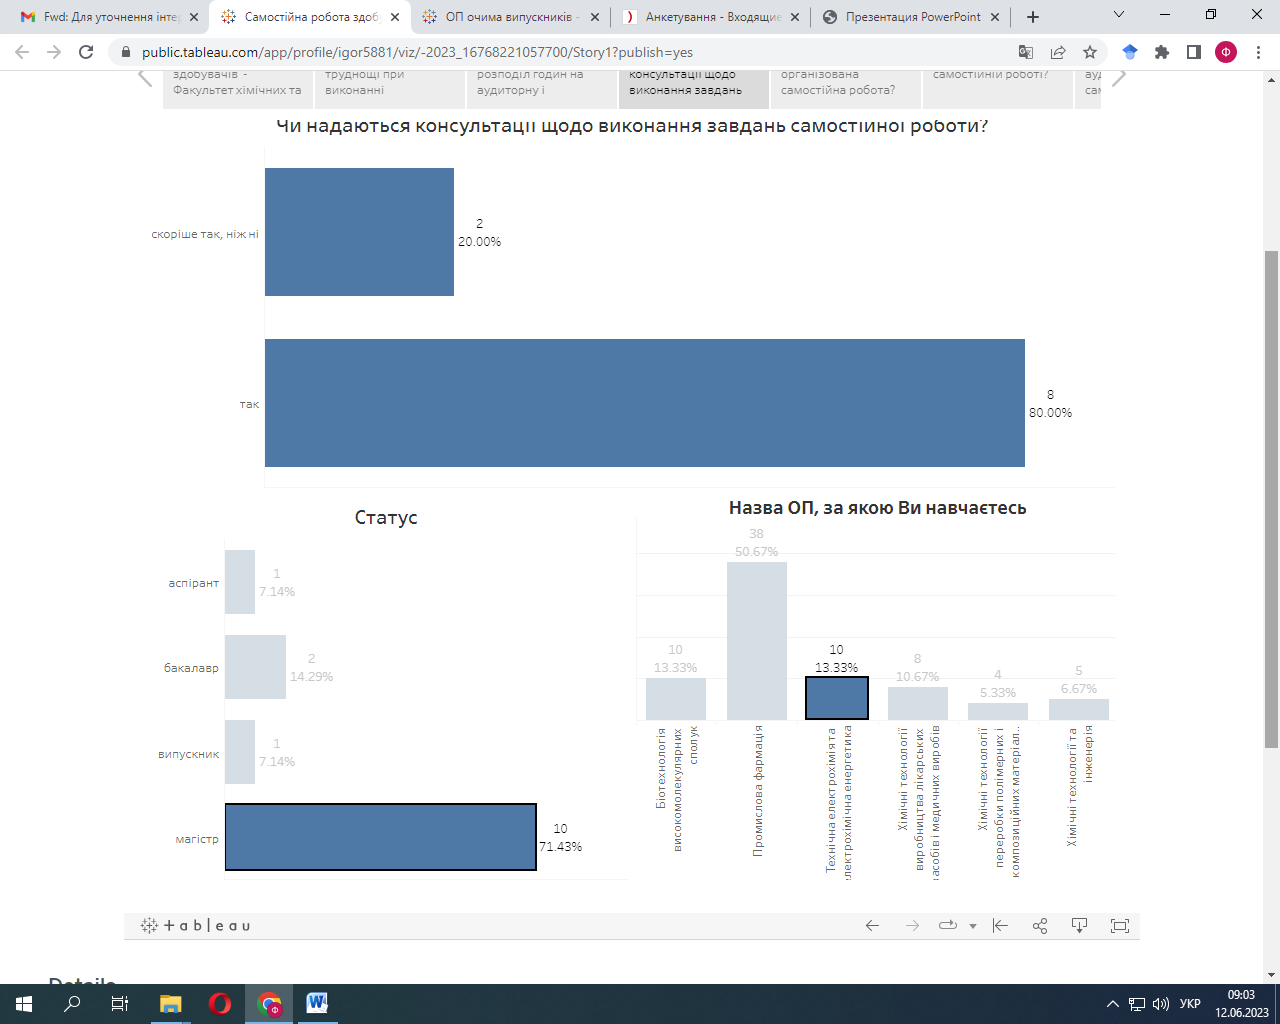 Fwd: Для уточнення інтер
Самостійна робота здобу
ОП очима випускників -
Анкетування - Входящие
Презентация PowerPoint
public.tableau.com/app/profile/igor5881/viz/-2023_16768221057700/Story1?publish=yes
Ф
здобувачів -
Факультет хімічних та
труднощі при
виконанні
розподіл годин на
аудиторну і
консультації щодо
виконання завдань
організована
самостійна робота?
самостійній роботі?
ауд
сам
Чи надаються консультації щодо виконання завдань самостійної роботи?
скоріше так, ніж ні
2
20.00%
так
8
80.00%
Статус
аспірант
1
7.14%
бакалавр
2
14.29%
випускник
1
7.14%
магістр
10
71.43%
Назва ОП, за якою Ви навчаєтесь
10
13.33%
38
50.67%
10
13.33%
8
10.67%
4
5.33%
5
6.67%
Біотехнологія
високомолекулярних
сполук
Промислова фармація
Технічна електрохімія та
електрохімічна енергетика
Хімічні технології
виробництва лікарських
засобів і медичних виробів
Хімічні технології
переробки полімерних і
композиційних матеріал..
Хімічні технології та
інженерія
+ableau
Details
Ф
УКР
09:03
12.06.2023